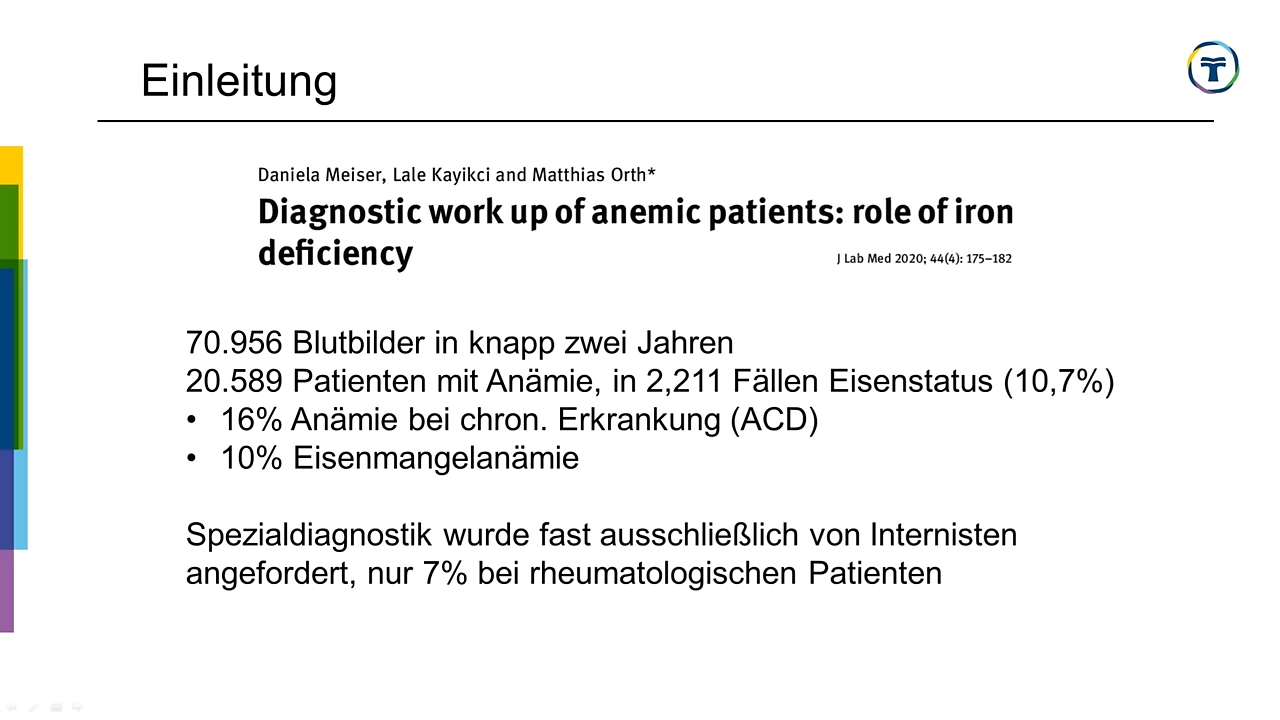 Einleitung
Daniela Meiser, Lale Kayikci and Matthias Orth*
Diagnostic work up of anemic patients: role of iron
deficiency
J Lab Med 2020; 44(4): 175–182
70.956 Blutbilder in knapp zwei Jahren
20.589 Patienten mit Anämie, in 2,211 Fällen Eisenstatus (10,7%)
• 16% Anämie bei chron. Erkrankung (ACD)
• 10% Eisenmangelanämie
Spezialdiagnostik wurde fast ausschließlich von Internisten
angefordert, nur 7% bei rheumatologischen Patienten